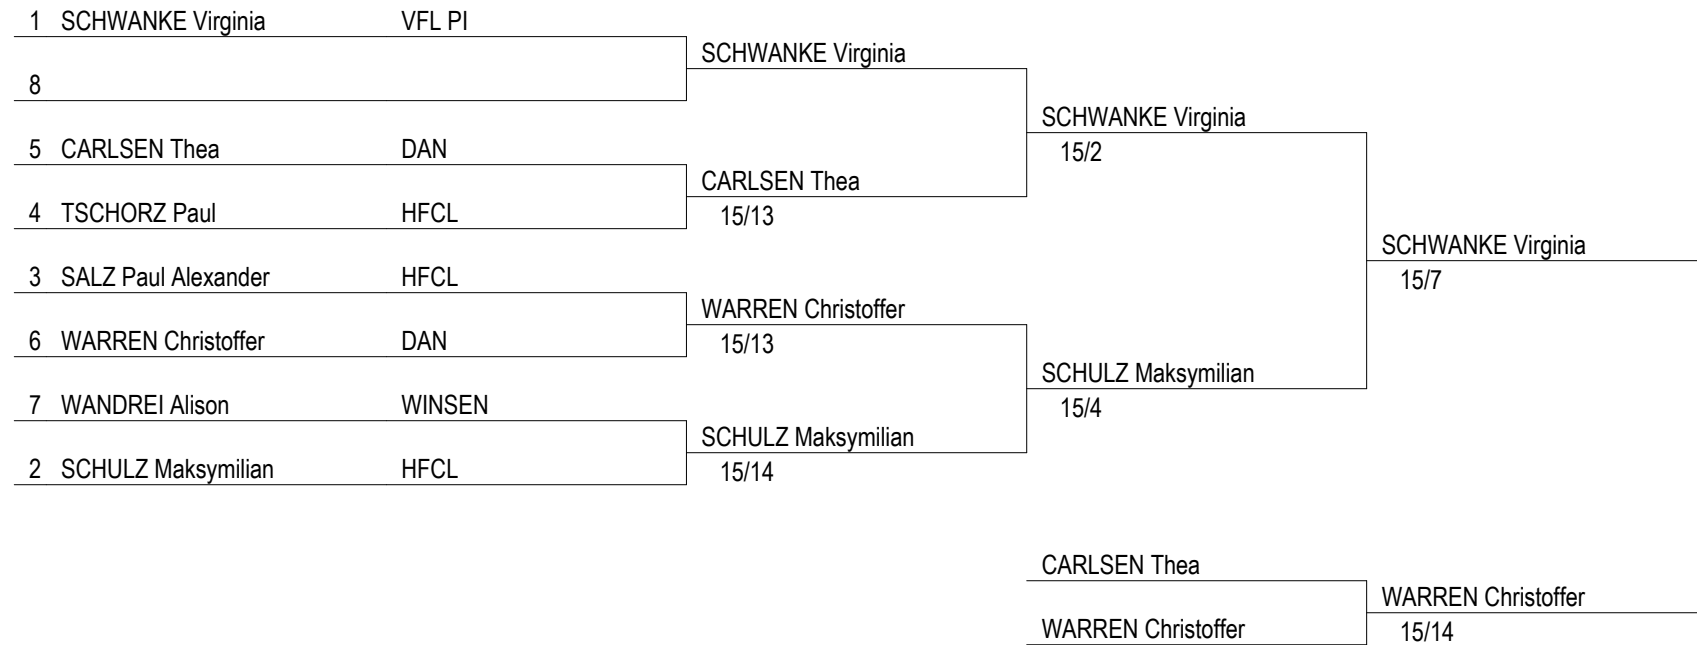 1 SCHWANKE Virginia VFL PI
SCHWANKE Virginia
8
SCHWANKE Virginia
5 CARLSEN Thea DAN
15/2
CARLSEN Thea
4 TSCHORZ Paul HFCL
15/13
SCHWANKE Virginia
3 SALZ Paul Alexander HFCL
15/7
WARREN Christoffer
6 WARREN Christoffer DAN
15/13
SCHULZ Maksymilian
7 WANDREI Alison WINSEN
15/4
SCHULZ Maksymilian
2 SCHULZ Maksymilian HFCL
15/14
CARLSEN Thea
WARREN Christoffer
WARREN Christoffer
15/14